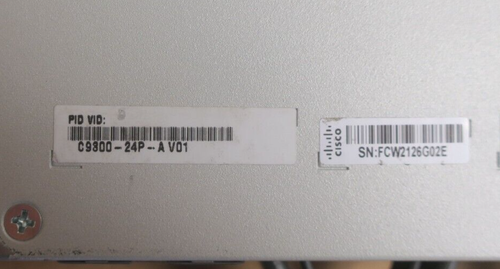 PID VID:
C9300-24P-A V01
CISCO
SN:FCW2126G02E